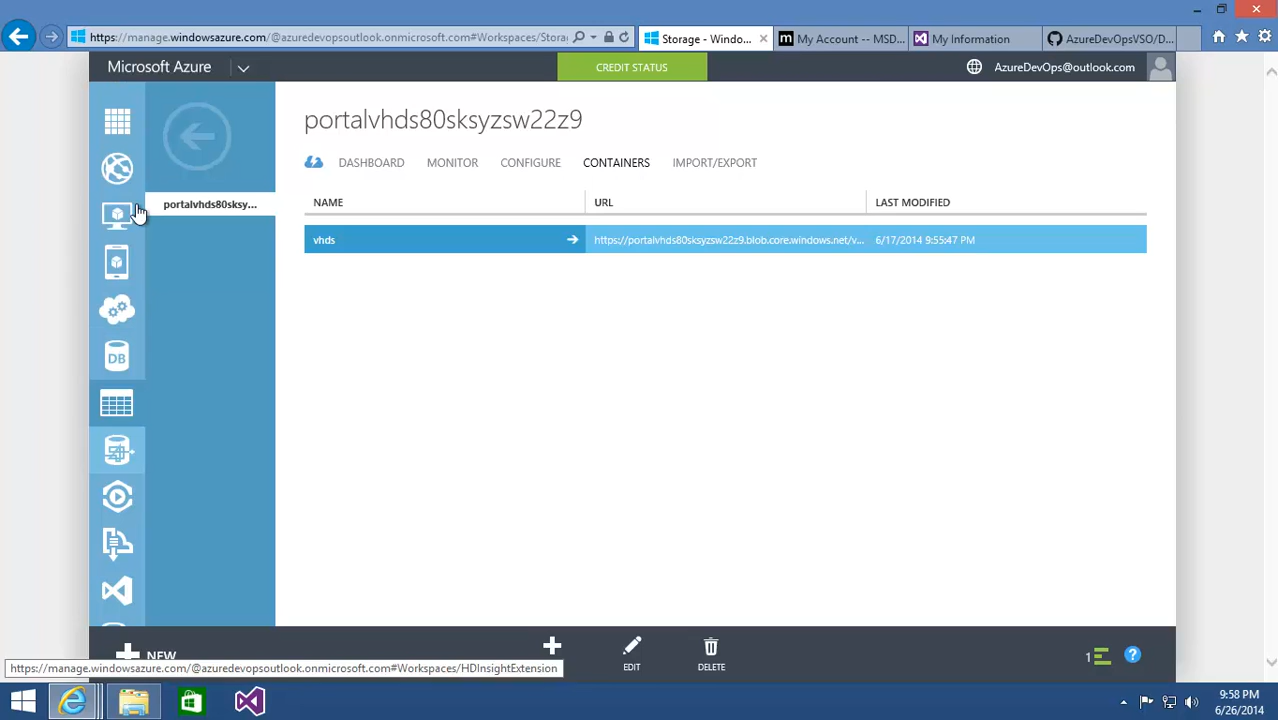 https://manage.windowsazure.com/@azuredevopsoutlook.onmicrosoft.com#Workspaces/Stora
Storage - Windo...
My Account -- MSD...
My Information
AzureDevOpsVSO/D...
Microsoft Azure
CREDIT STATUS
AzureDevOps@outlook.com
portalvhds80sksyzsw22z9
DASHBOARD
MONITOR
CONFIGURE
CONTAINERS
IMPORT/EXPORT
portalvhds80sksy...
NAME
URL
LAST MODIFIED
vhds
https://portalvhds80sksyzsw22z9.blob.core.windows.net/v...
6/17/2014 9:55:47 PM
DB
NEW
EDIT
DELETE
1
?
https://manage.windowsazure.com/@azuredevopsoutlook.onmicrosoft.com#Workspaces/HDInsightExtension
9:58 PM
6/26/2014